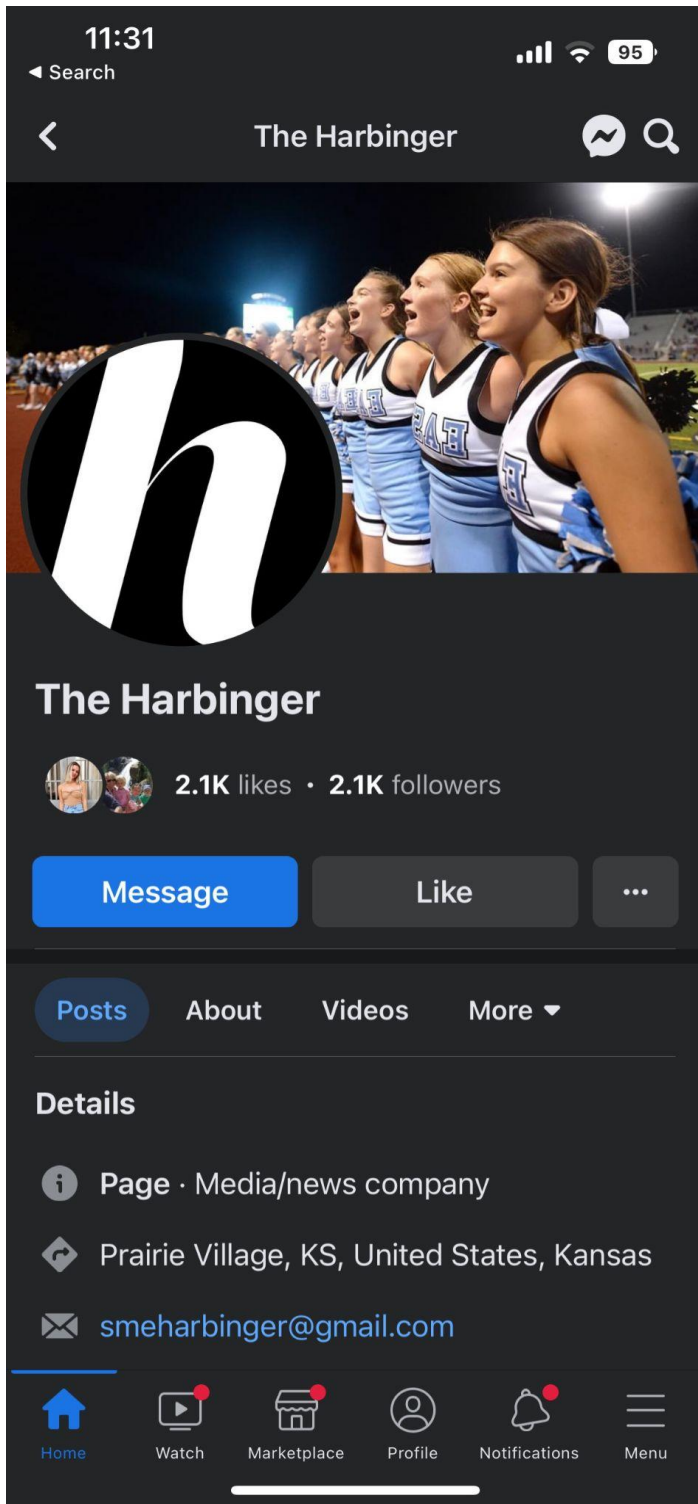 11:31
◀ Search
95
The Harbinger
EAS
h
The Harbinger
2.1K likes · 2.1K followers
Message
Like
Posts
About
Videos
More
Details
Page · Media/news company
Prairie Village, KS, United States, Kansas
smeharbinger@gmail.com
Home
Watch
Marketplace
Profile
Notifications
Menu